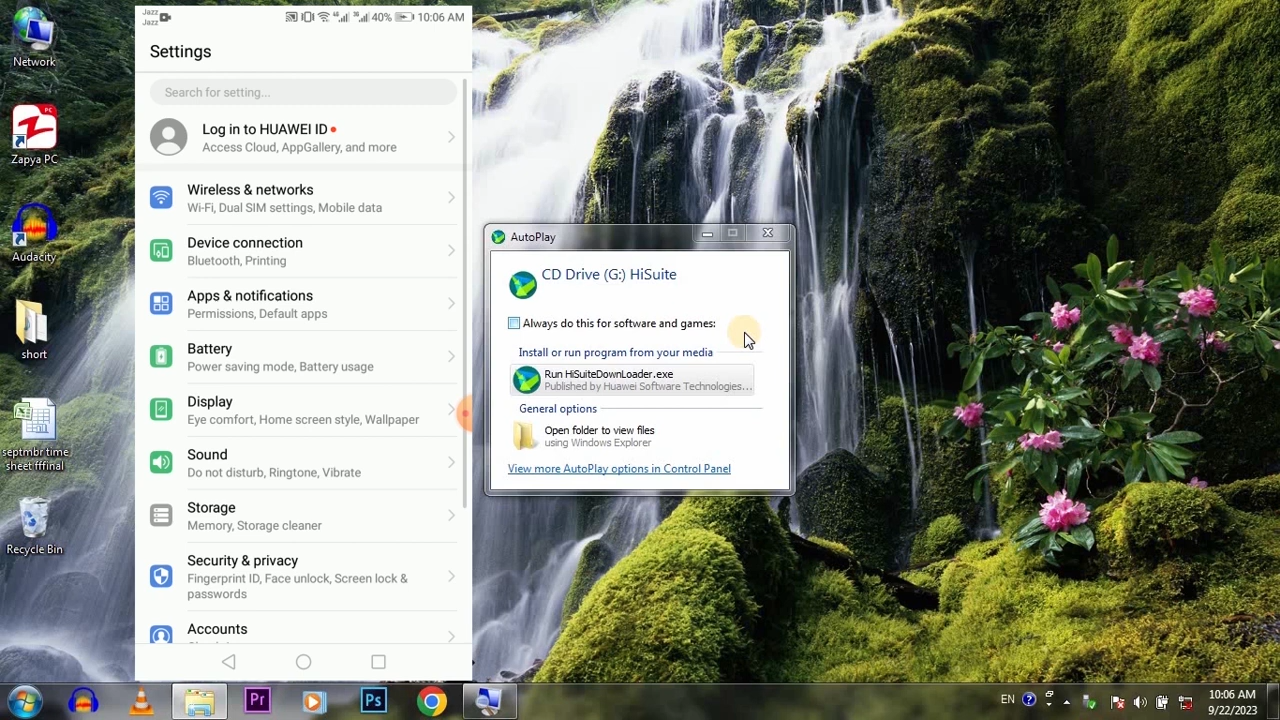 Network
PC
Zapya PC
Audacity
short
septmbr time
sheet fffinal
Recycle Bin
Jazz
Jazz
4G
3G
40%
10:06 AM
Settings
Search for setting...
Log in to HUAWEI ID
Access Cloud, AppGallery, and more
Wireless & networks
Wi-Fi, Dual SIM settings, Mobile data
Device connection
Bluetooth, Printing
Apps & notifications
Permissions, Default apps
Battery
Power saving mode, Battery usage
Display
Eye comfort, Home screen style, Wallpaper
Sound
Do not disturb, Ringtone, Vibrate
Storage
Memory, Storage cleaner
Security & privacy
Fingerprint ID, Face unlock, Screen lock &
passwords
Accounts
AutoPlay
CD Drive (G:) HiSuite
Always do this for software and games:
Install or run program from your media
Run HiSuiteDownLoader.exe
Published by Huawei Software Technologies...
General options
Open folder to view files
using Windows Explorer
View more AutoPlay options in Control Panel
Pr
Ps
EN
10:06 AM
9/22/2023